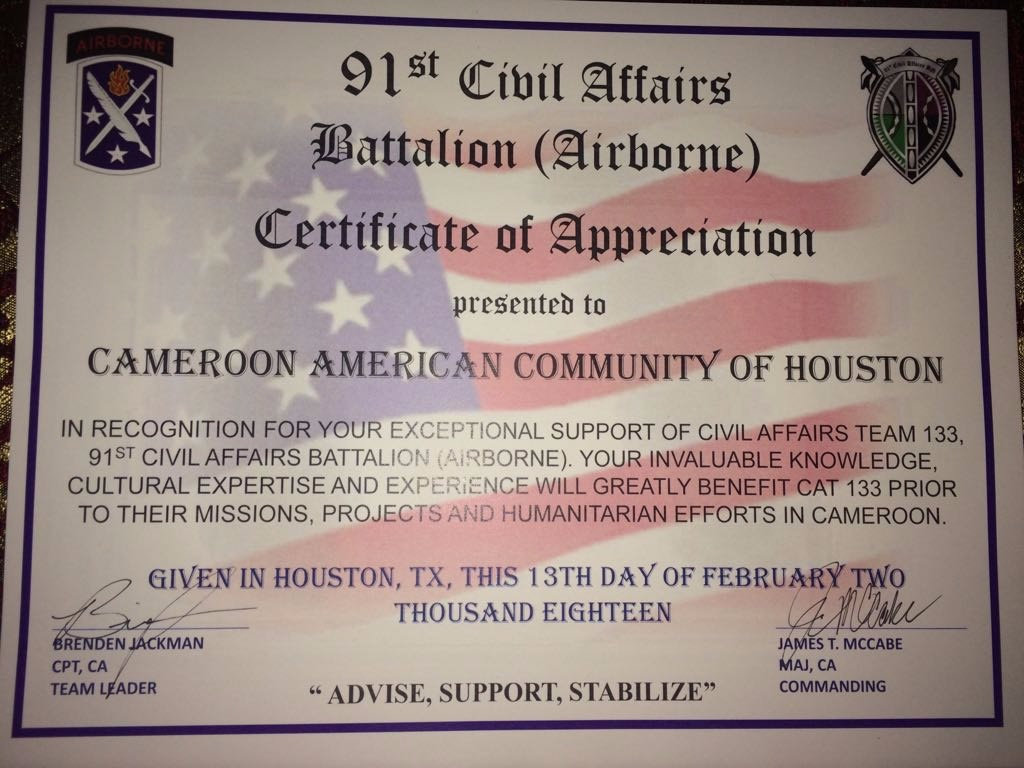 AIRBORNE
91st Civil Affairs
Battalion (Airborne)
Certificate of Appreciation
presented to
CAMEROON AMERICAN COMMUNITY OF HOUSTON
IN RECOGNITION FOR YOUR EXCEPTIONAL SUPPORT OF CIVIL AFFAIRS TEAM 133,
91ST CIVIL AFFAIRS BATTALION (AIRBORNE). YOUR INVALUABLE KNOWLEDGE,
CULTURAL EXPERTISE AND EXPERIENCE WILL GREATLY BENEFIT CAT 133 PRIOR
TO THEIR MISSIONS, PROJECTS AND HUMANITARIAN EFFORTS IN CAMEROON.
GIVEN IN HOUSTON, TX, THIS 13TH DAY OF FEBRUARY TWO
THOUSAND EIGHTEEN
BRENDEN JACKMAN
CPT, CA
TEAM LEADER
JAMES T. MCCABE
MAJ, CA
COMMANDING
“ ADVISE, SUPPORT, STABILIZE”